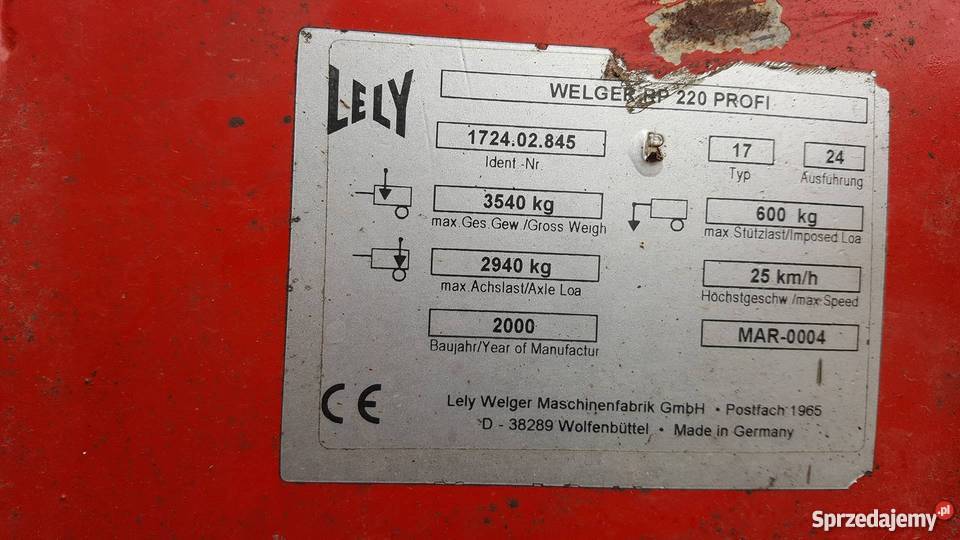 LELY
WELGER RP 220 PROFI
1724.02.845
Ident -Nr.
17
Typ
24
Ausführung
3540 kg
max.Ges.Gew /Gross Weigh
600 kg
max Stützlast/Imposed Loa
2940 kg
max.Achslast/Axle Loa
25 km/h
Höchstgeschw /max Speed
2000
Baujahr/Year of Manufactur
MAR-0004
CE
Lely Welger Maschinenfabrik GmbH • Postfach 1965
D - 38289 Wolfenbüttel • Made in Germany
Sprzedajemy.pl